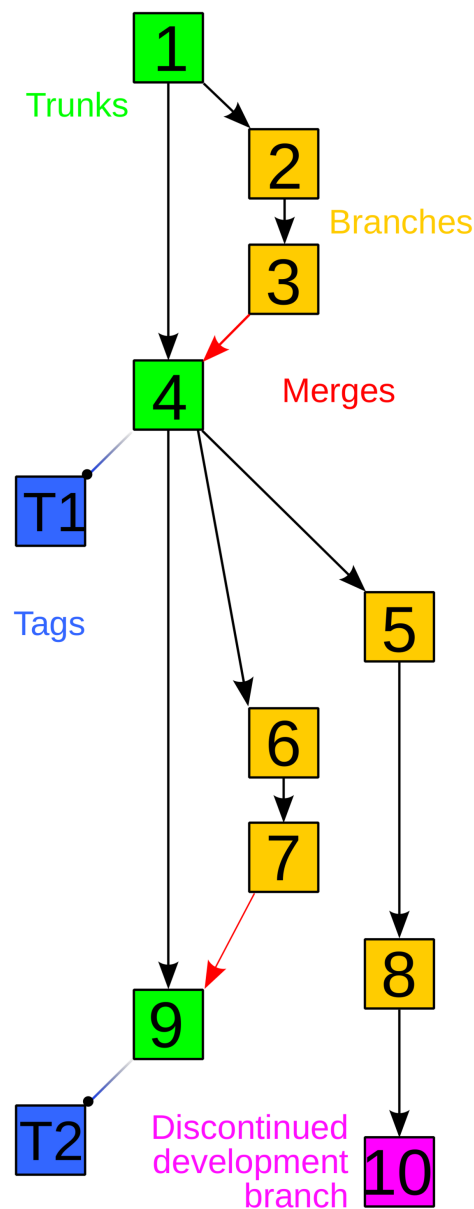 1
Trunks
2
Branches
3
4
Merges
T1
5
Tags
6
7
8
9
T2
Discontinued
development
branch
10